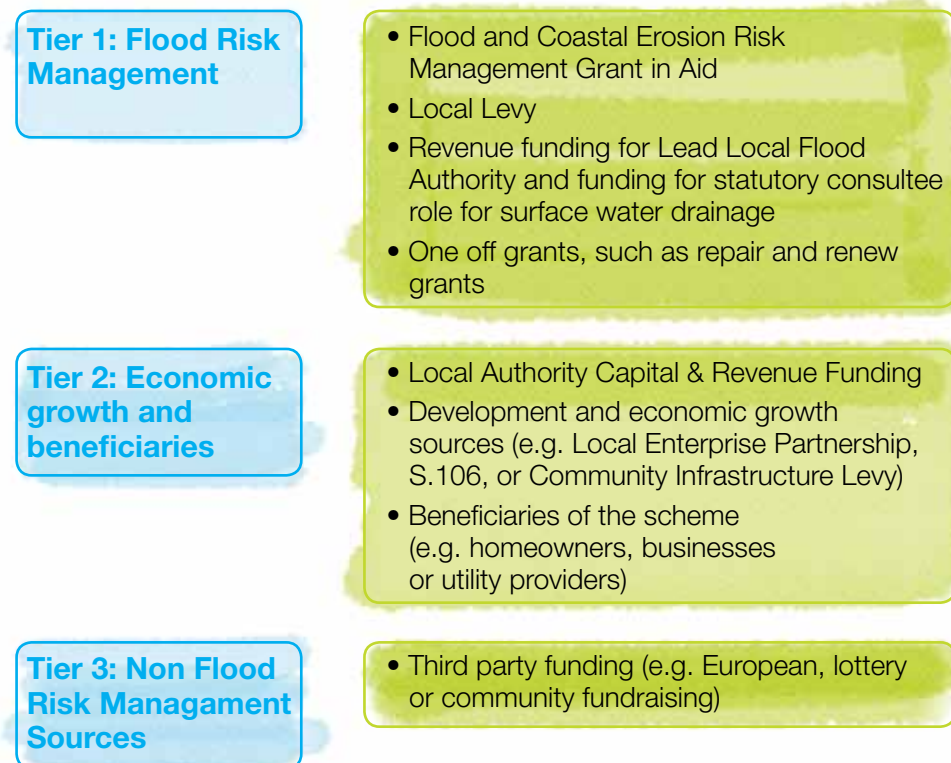 Tier 1: Flood Risk
Management
• Flood and Coastal Erosion Risk
Management Grant in Aid
• Local Levy
• Revenue funding for Lead Local Flood
Authority and funding for statutory consultee
role for surface water drainage
• One off grants, such as repair and renew
grants
Tier 2: Economic
growth and
beneficiaries
• Local Authority Capital & Revenue Funding
• Development and economic growth
sources (e.g. Local Enterprise Partnership,
S.106, or Community Infrastructure Levy)
• Beneficiaries of the scheme
(e.g. homeowners, businesses
or utility providers)
Tier 3: Non Flood
Risk Managament
Sources
• Third party funding (e.g. European, lottery
or community fundraising)